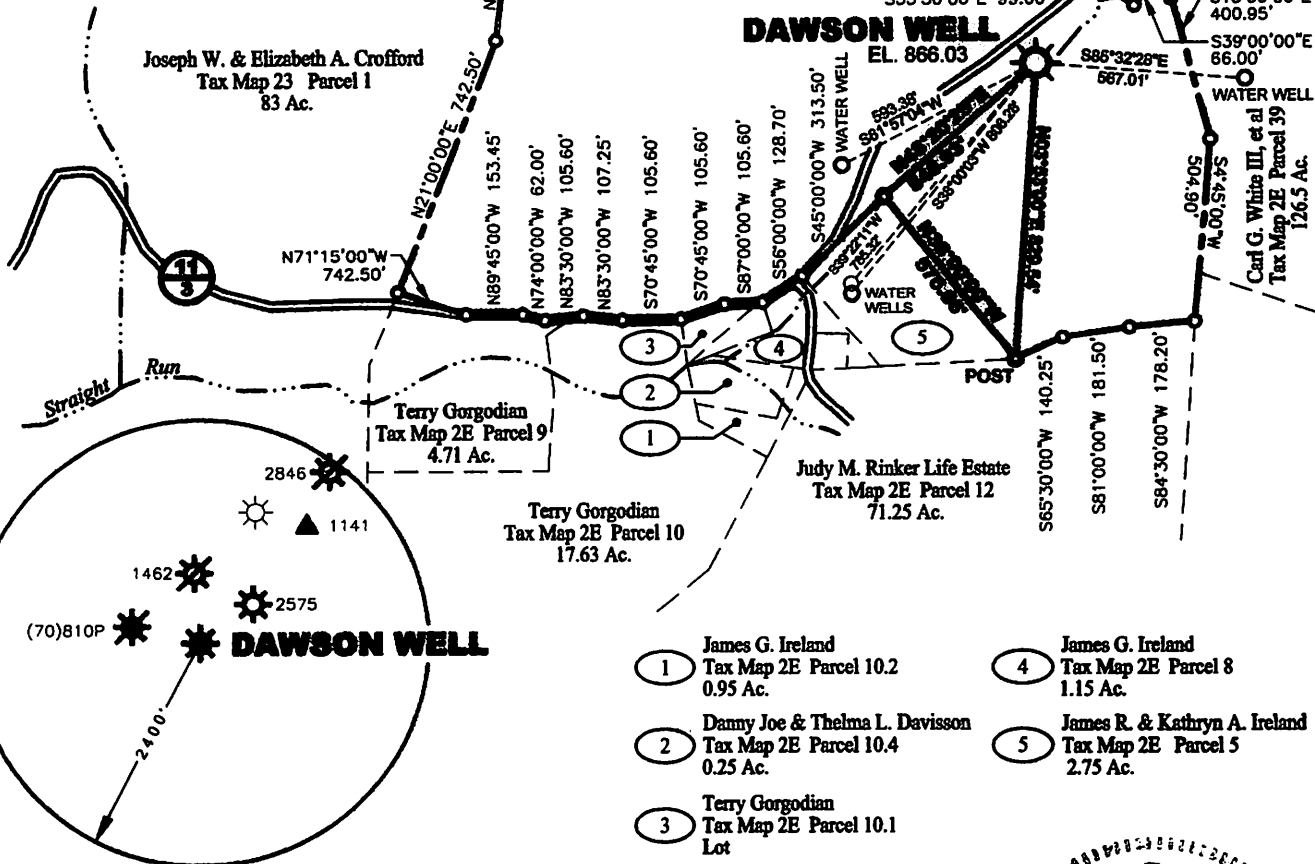 DAWSON WELL
EL. 866.03
400.95'
S39°00'00"E
66.00'
S85°32'28"E
567.01'
WATER WELL
Joseph W. & Elizabeth A. Crofford
Tax Map 23 Parcel 1
83 Ac.
N21°00'00"E 742.50'
N71°15'00"W
742.50'
11
3
N89°45'00"W 153.45'
N74°00'00"W 62.00'
N83°30'00"W 105.60'
N83°30'00"W 107.25'
S70°45'00"W 105.60'
S70°45'00"W 105.60'
S87°00'00"W 105.60'
S56°00'00"W 128.70'
S45°00'00"W 313.50'
WATER WELL
593.38'
S61°57'04"W
S38°00'03"W 808.28'
S39°22'11"W
785.32'
WATER
WELLS
S4°45'00"W
504.90'
Carl G. White III, et al
Tax Map 2E Parcel 39
126.5 Ac.
3
4
5
2
1
POST
S65°30'00"W 140.25'
S81°00'00"W 181.50'
S84°30'00"W 178.20'
Straight Run
Terry Gorgodian
Tax Map 2E Parcel 9
4.71 Ac.
Terry Gorgodian
Tax Map 2E Parcel 10
17.63 Ac.
Judy M. Rinker Life Estate
Tax Map 2E Parcel 12
71.25 Ac.
2846
1141
1462
2575
(70)810P
DAWSON WELL
2400'
1
James G. Ireland
Tax Map 2E Parcel 10.2
0.95 Ac.
2
Danny Joe & Thelma L. Davisson
Tax Map 2E Parcel 10.4
0.25 Ac.
3
Terry Gorgodian
Tax Map 2E Parcel 10.1
Lot
4
James G. Ireland
Tax Map 2E Parcel 8
1.15 Ac.
5
James R. & Kathryn A. Ireland
Tax Map 2E Parcel 5
2.75 Ac.